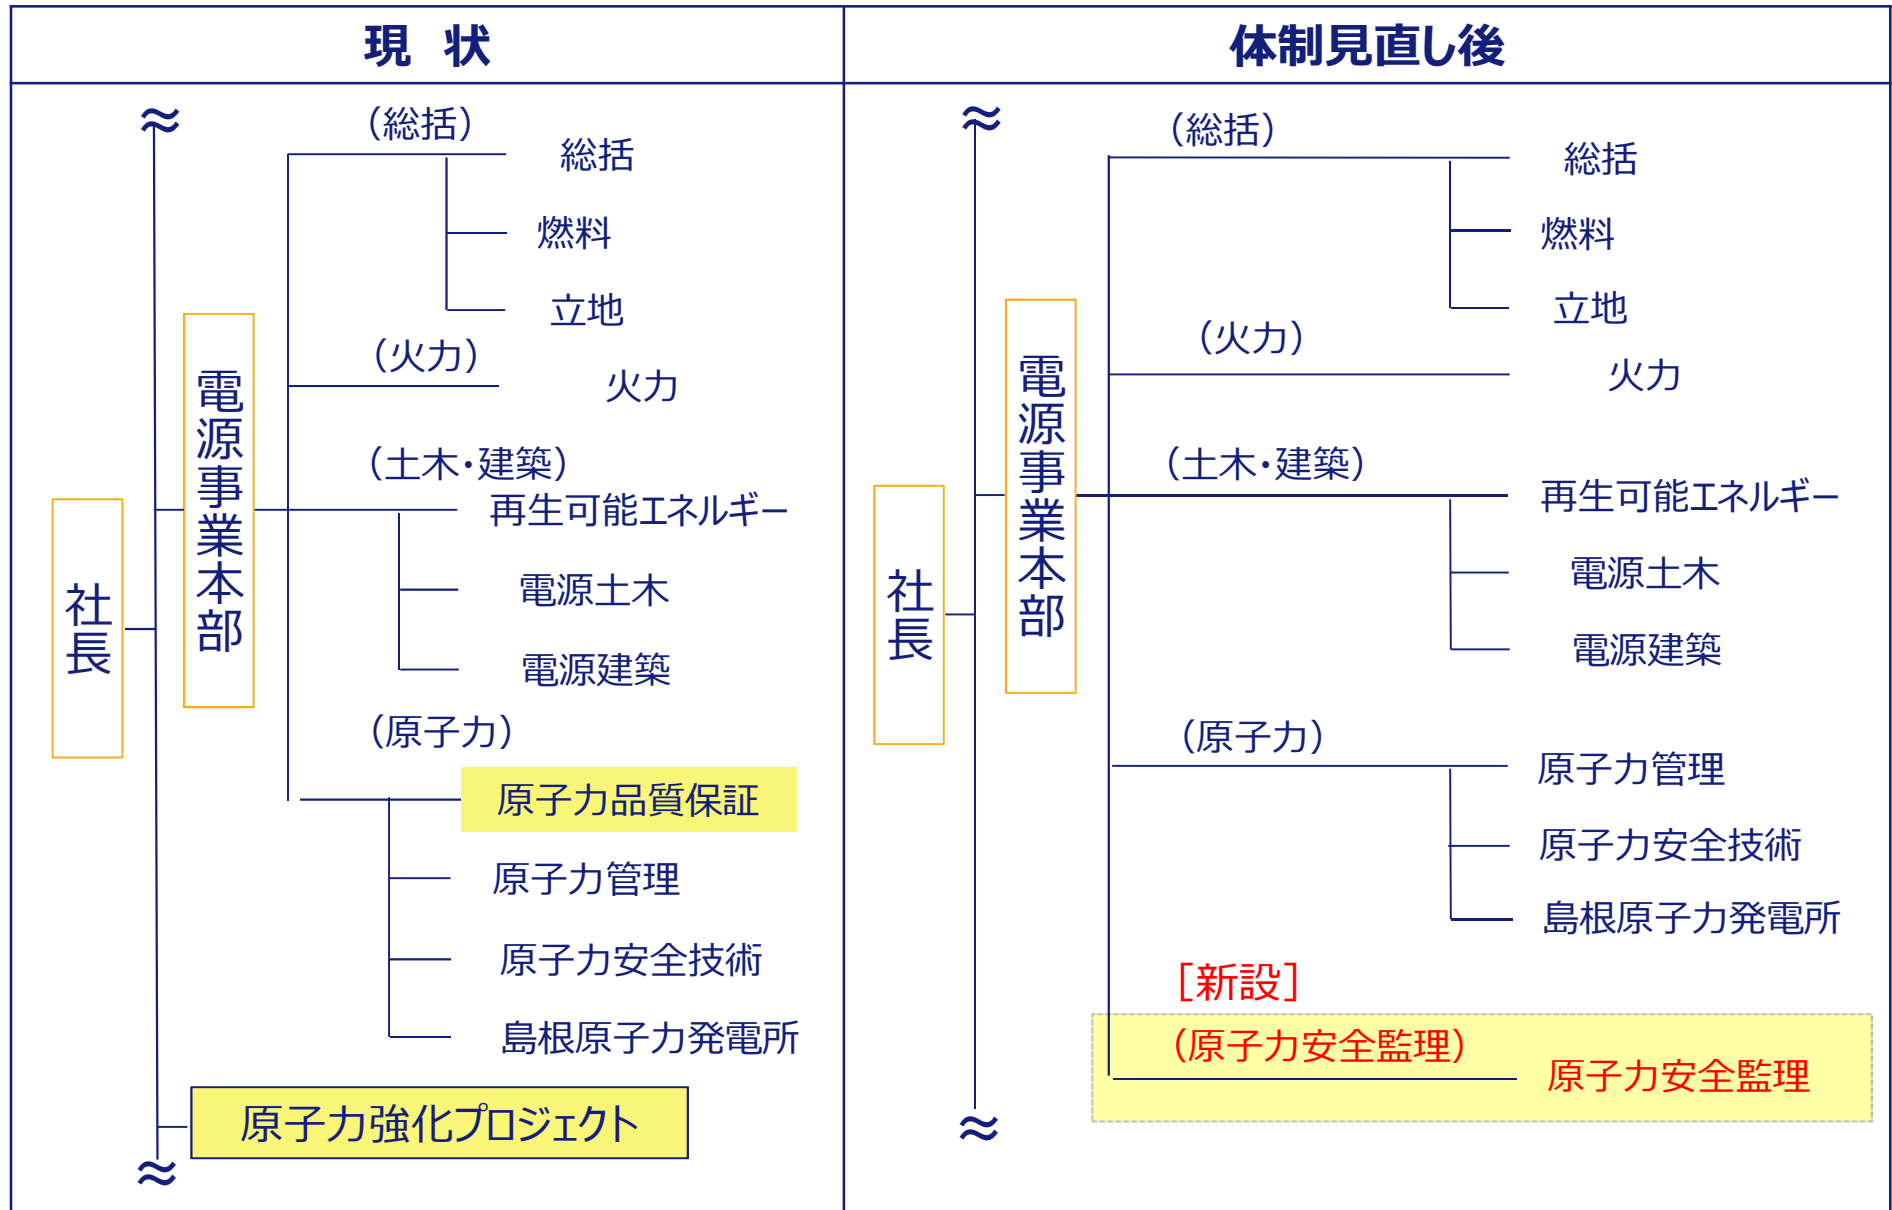 現　状
体制見直し後
≈
（総括）
総括
燃料
立地
（火力）
火力
（土木・建築）
再生可能エネルギー
電源土木
電源建築
（原子力）
原子力品質保証
原子力管理
原子力安全技術
島根原子力発電所
電源事業本部
社長
原子力強化プロジェクト
≈
≈
（総括）
総括
燃料
立地
（火力）
火力
（土木・建築）
再生可能エネルギー
電源土木
電源建築
（原子力）
原子力管理
原子力安全技術
島根原子力発電所
［新設］
（原子力安全監理）
原子力安全監理
電源事業本部
社長
≈